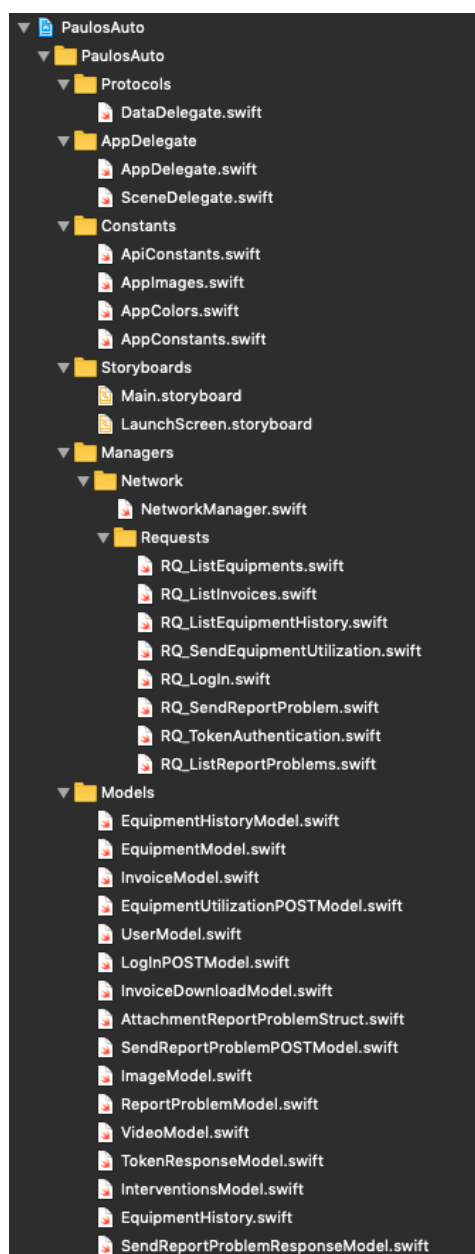 PaulosAuto
PaulosAuto
Protocols
DataDelegate.swift
AppDelegate
AppDelegate.swift
SceneDelegate.swift
Constants
ApiConstants.swift
AppImages.swift
AppColors.swift
AppConstants.swift
Storyboards
Main.storyboard
LaunchScreen.storyboard
Managers
Network
NetworkManager.swift
Requests
RQ_ListEquipments.swift
RQ_ListInvoices.swift
RQ_ListEquipmentHistory.swift
RQ_SendEquipmentUtilization.swift
RQ_LogIn.swift
RQ_SendReportProblem.swift
RQ_TokenAuthentication.swift
RQ_ListReportProblems.swift
Models
EquipmentHistoryModel.swift
EquipmentModel.swift
InvoiceModel.swift
EquipmentUtilizationPOSTModel.swift
UserModel.swift
LogInPOSTModel.swift
InvoiceDownloadModel.swift
AttachmentReportProblemStruct.swift
SendReportProblemPOSTModel.swift
ImageModel.swift
ReportProblemModel.swift
VideoModel.swift
TokenResponseModel.swift
InterventionsModel.swift
EquipmentHistory.swift
SendReportProblemResponseModel.swift